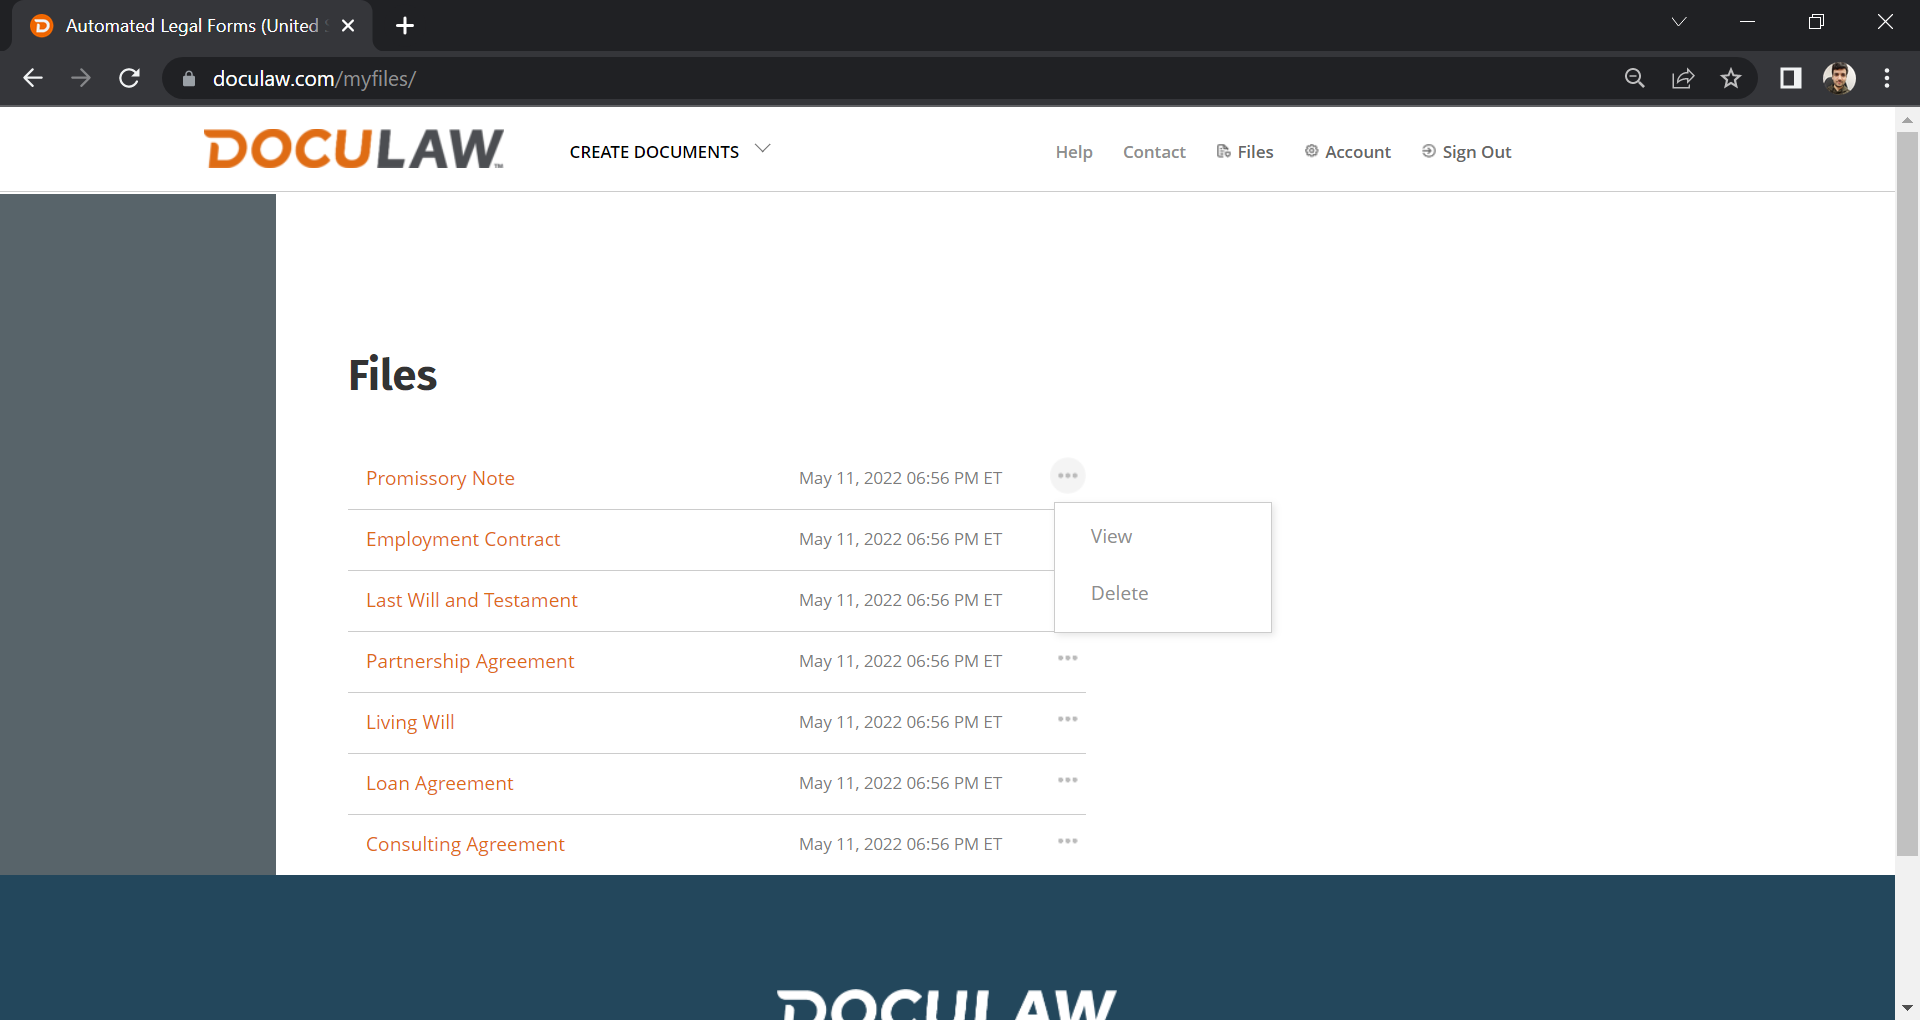 Automated Legal Forms (United
doculaw.com/myfiles/
DOCULAW™
CREATE DOCUMENTS
Help
Contact
Files
Account
Sign Out
Files
Promissory Note May 11, 2022 06:56 PM ET
View
Employment Contract May 11, 2022 06:56 PM ET
Delete
Last Will and Testament May 11, 2022 06:56 PM ET
Partnership Agreement May 11, 2022 06:56 PM ET
Living Will May 11, 2022 06:56 PM ET
Loan Agreement May 11, 2022 06:56 PM ET
Consulting Agreement May 11, 2022 06:56 PM ET
DOCULAW